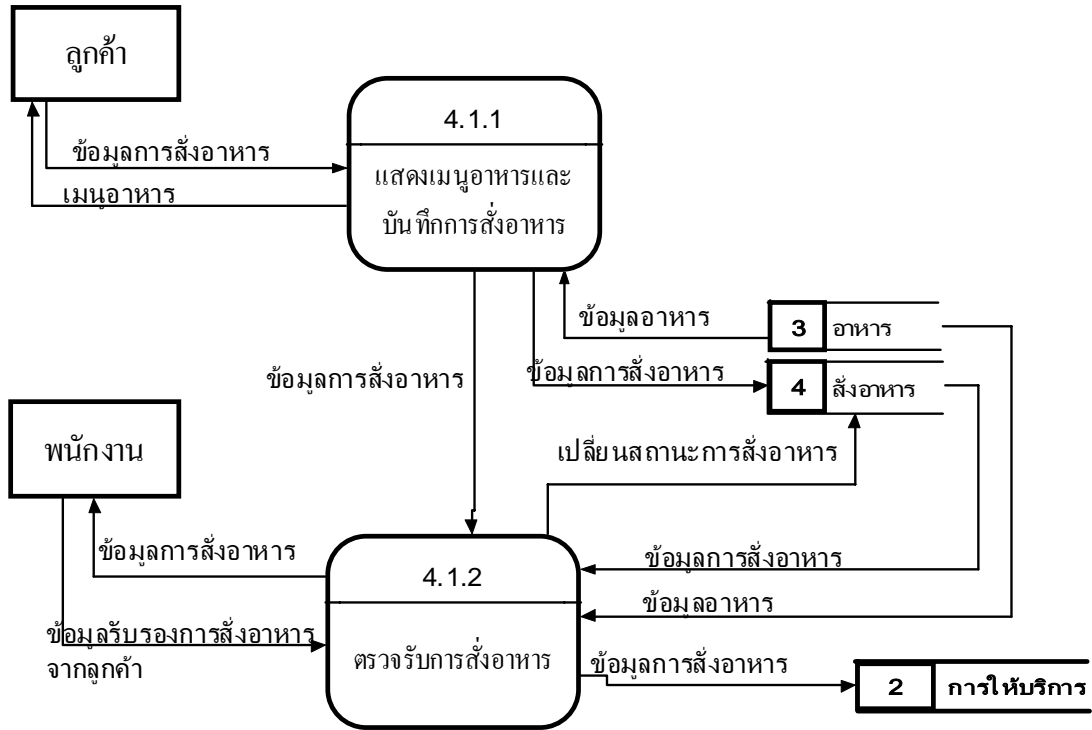 ลูกค้า
4.1.1
แสดงเมนูอาหารและ
บันทึกการสั่งอาหาร
ข้อมูลการสั่งอาหาร
เมนูอาหาร
ข้อมูลอาหาร
3 อาหาร
ข้อมูลการสั่งอาหาร
ข้อมูลการสั่งอาหาร
4 สั่งอาหาร
พนักงาน
เปลี่ยนสถานะการสั่งอาหาร
ข้อมูลการสั่งอาหาร
ข้อมูลการสั่งอาหาร
4.1.2
ข้อมูลอาหาร
ข้อมูลรับรองการสั่งอาหาร
จากลูกค้า
ตรวจรับการสั่งอาหาร
ข้อมูลการสั่งอาหาร
2 การให้บริการ